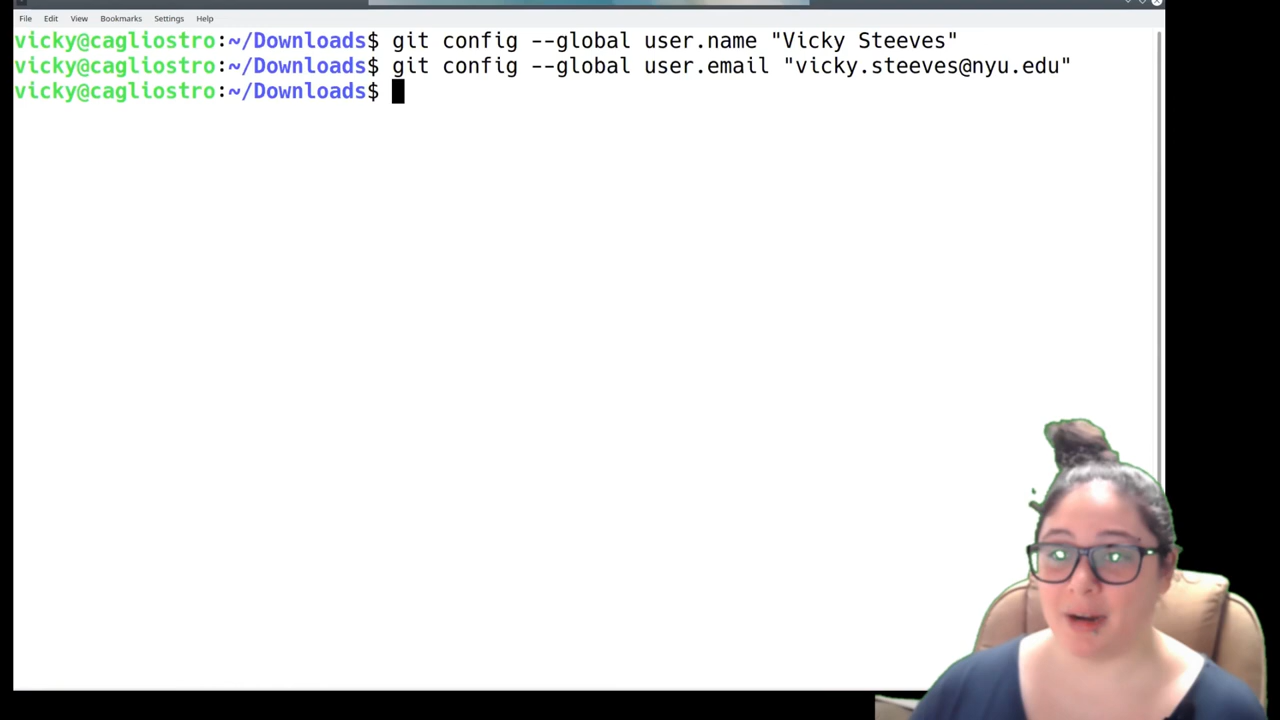 File Edit View Bookmarks Settings Help
vicky@cagliostro:~/Downloads$ git config --global user.name "Vicky Steeves"
vicky@cagliostro:~/Downloads$ git config --global user.email "vicky.steeves@nyu.edu"
vicky@cagliostro:~/Downloads$